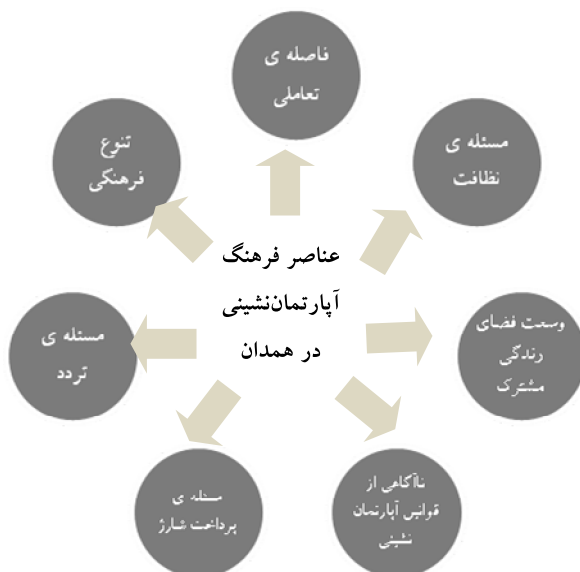 فاصله ی
تعاملی
مسئله ی
نظافت
وسعت فضای
زندگی
مشترک
ناآگاهی از
قوانین آپارتمان
نشینی
مسئله ی
پرداخت شارژ
مسئله ی
تردد
تنوع
فرهنگی
عناصر فرهنگ
آپارتمان‌نشینی
در همدان